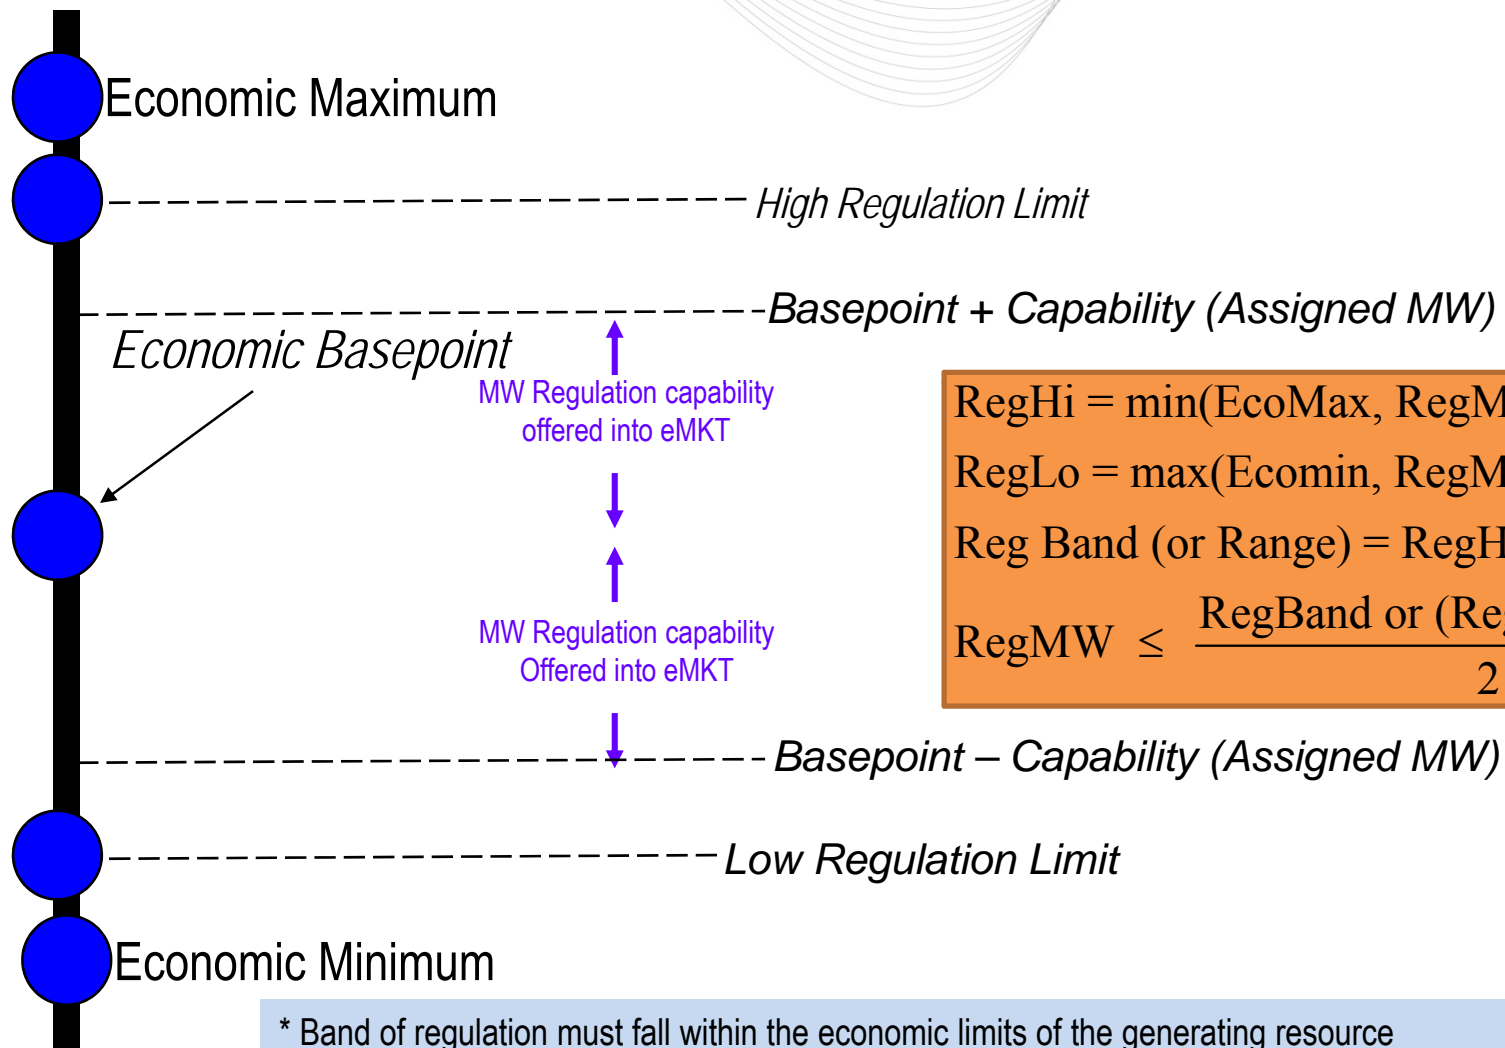 Economic Maximum
High Regulation Limit
Basepoint + Capability (Assigned MW)
Economic Basepoint
MW Regulation capability
offered into eMKT
RegHi = min(EcoMax,
RegLo = max(Ecomin,
Reg Band (or Range) =
RegMW ≤ RegBand or
2
MW Regulation capability
Offered into eMKT
Basepoint – Capability (Assigned MW)
Low Regulation Limit
Economic Minimum
* Band of regulation must fall within the economic limits of the generating resource